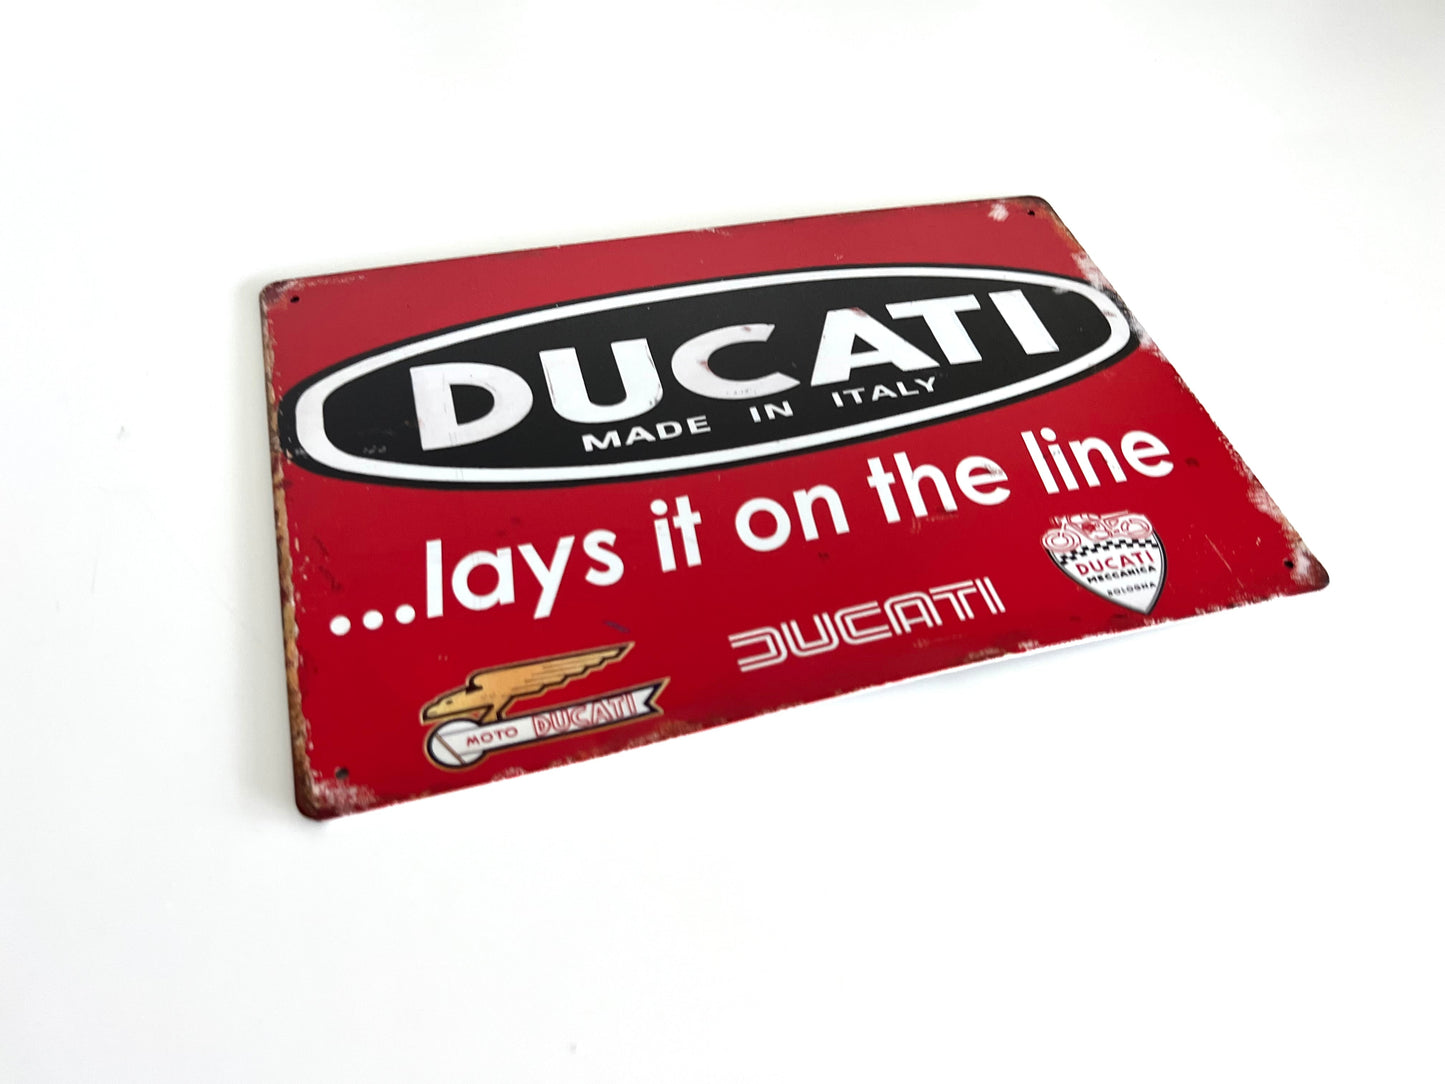 DUCATI
MADE IN ITALY
...lays it on the line
MOTO DUCATI
DUCATI
DUCATI
MECCANICA
BOLOGNA